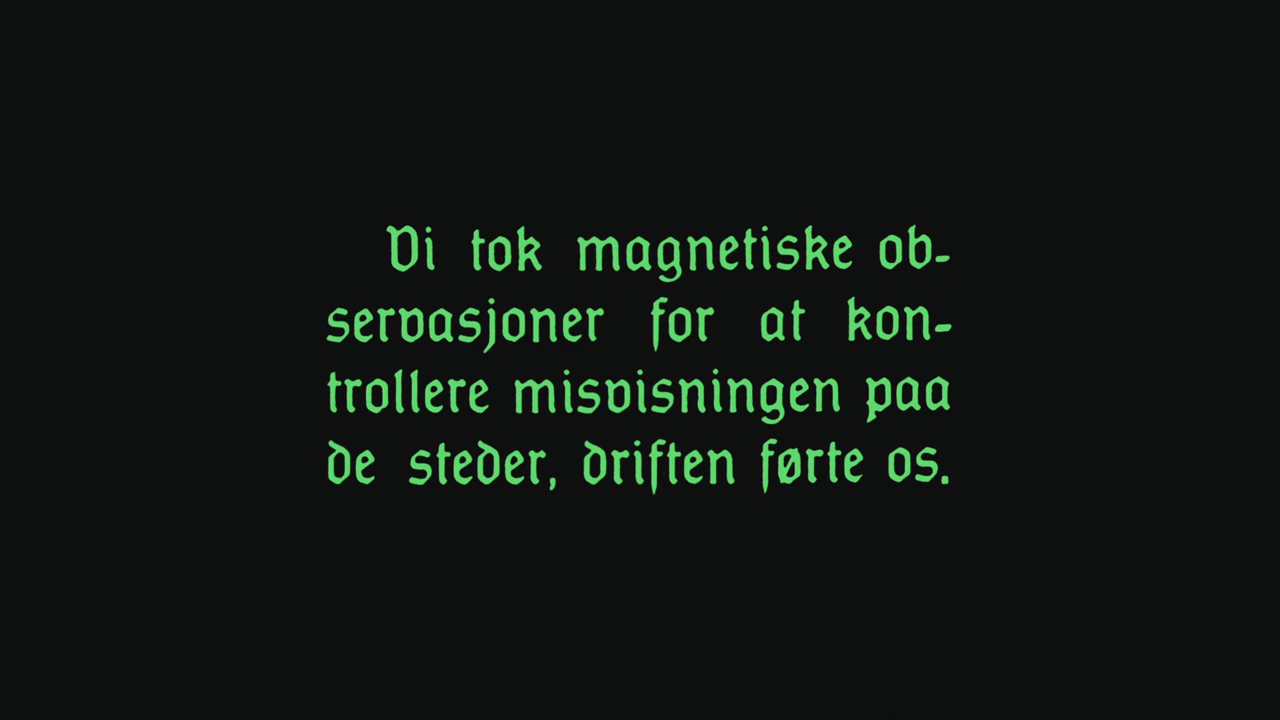 Vi tok magnetiske ob-
servasjoner for at kon-
trollere misvisningen paa
de steder, driften førte os.